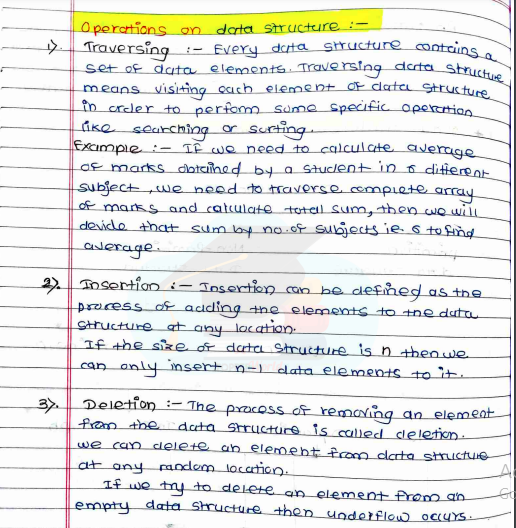 Operations on data structure :-
1). Traversing :- Every data structure contains a
set of data elements. Traversing data structure
means visiting each element of data structure
in order to perform some specific operation
like searching or sorting.
Example :- If we need to calculate average
of marks obtained by a student in 6 different
subject, we need to traverse complete array
of marks and calculate total sum, then we will
devide that sum by no. of subjects ie. 6 to find
average.
2). Insertion :- Insertion can be defined as the
process of adding the elements to the data
structure at any location.
If the size of data structure is n then we
can only insert n-1 data elements to it.
3). Deletion :- The process of removing an element
from the data structure is called deletion.
we can delete an element from data structure
at any random location.
If we try to delete an element from an
empty data structure then underflow occurs.